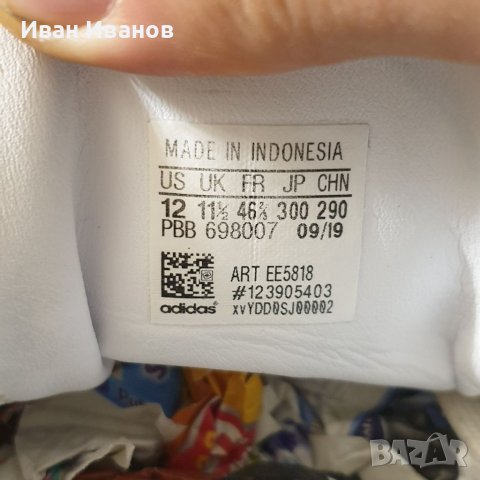 Иван Иванов
MADE IN INDONESIA
US UK FR JP CHN
12 11½ 46⅔ 300 290
PBB 698007 09/19
ART EE5818
#123905403
adidas xvYDD0SJ00002
BAZAR